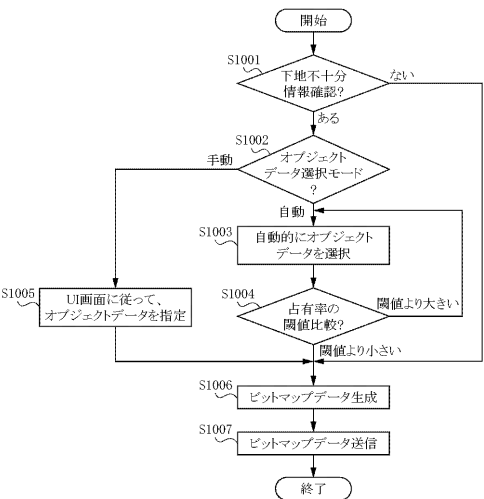 開始
S1001
下地不十分
情報確認?
ない
ある
S1002
手動
オブジェクト
データ選択モード
?
自動
S1003
自動的にオブジェクト
データを選択
S1005
UI画面に従って、
オブジェクトデータを指定
S1004
占有率の
閾値比較?
閾値より大きい
閾値より小さい
S1006
ビットマップデータ生成
S1007
ビットマップデータ送信
終了